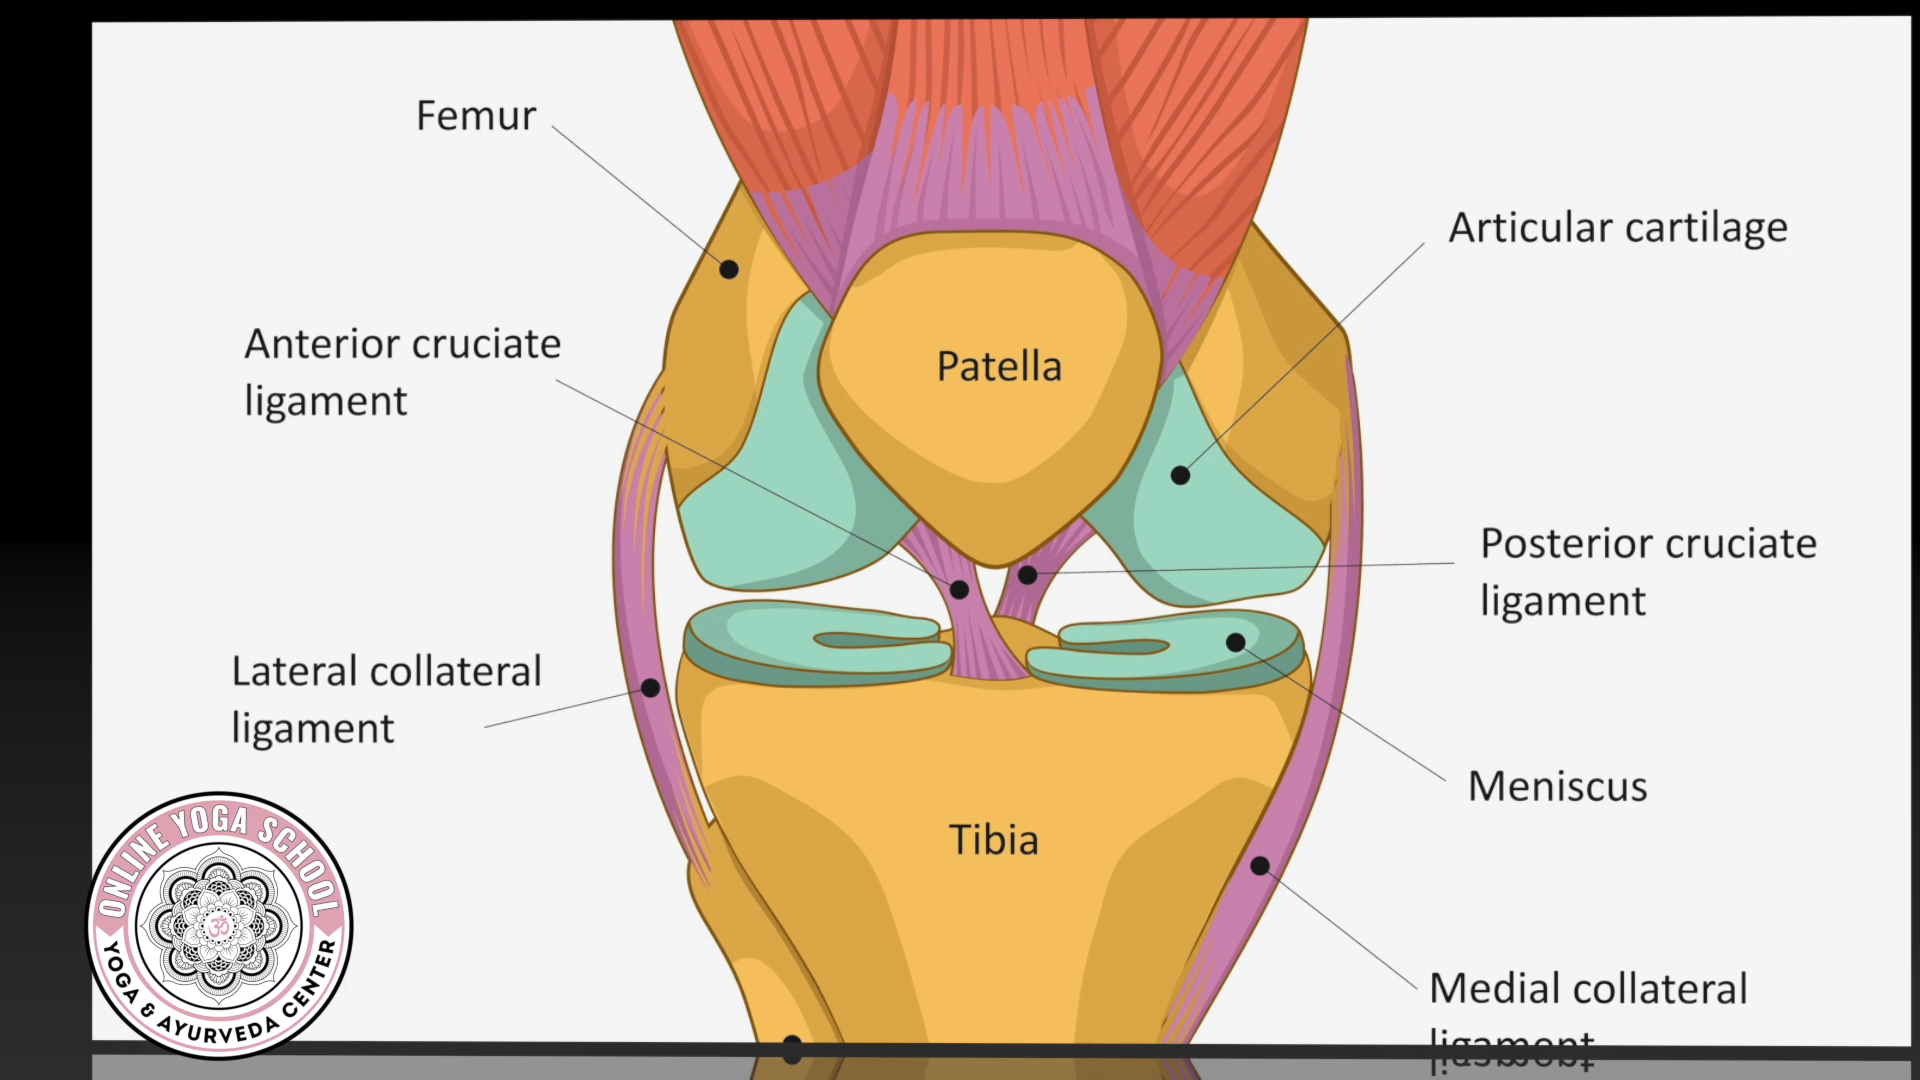 Femur
Articular cartilage
Anterior cruciate
ligament
Patella
Posterior cruciate
ligament
Lateral collateral
ligament
Meniscus
Tibia
Medial collateral
ligament
ONLINE YOGA SCHOOL
ॐ
YOGA & AYURVEDA CENTER